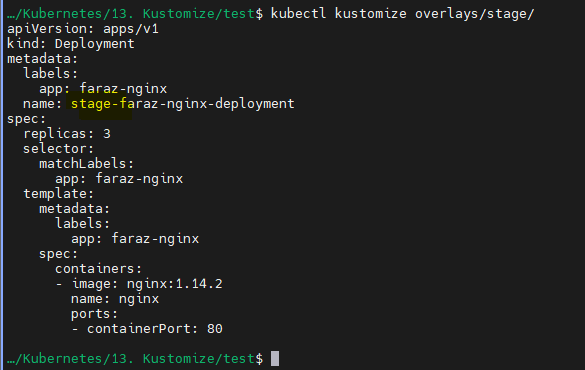 …/Kubernetes/13. Kustomize/test$ kubectl kustomize overlays/stage/
apiVersion: apps/v1
kind: Deployment
metadata:
  labels:
    app: faraz-nginx
  name: stage-faraz-nginx-deployment
spec:
  replicas: 3
  selector:
    matchLabels:
      app: faraz-nginx
  template:
    metadata:
      labels:
        app: faraz-nginx
    spec:
      containers:
      - image: nginx:1.14.2
        name: nginx
        ports:
        - containerPort: 80
…/Kubernetes/13. Kustomize/test$